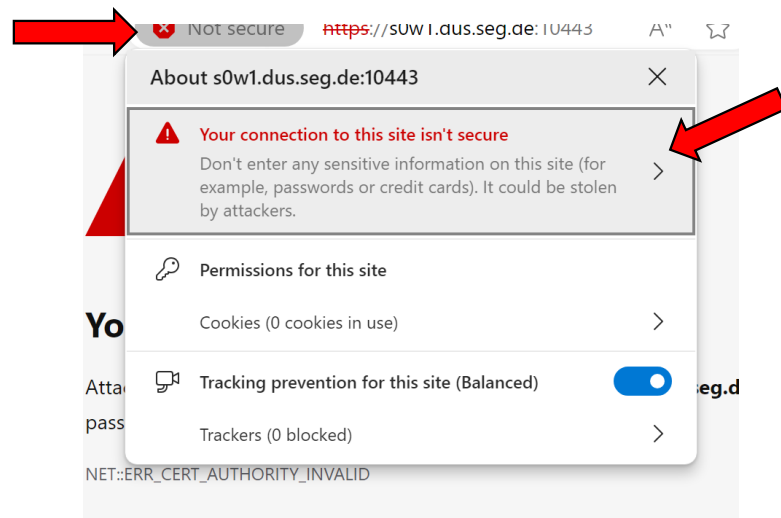 Not secure https://s0w1.dus.seg.de:10443 A
About s0w1.dus.seg.de:10443
Your connection to this site isn't secure
Don't enter any sensitive information on this site (for
example, passwords or credit cards). It could be stolen
by attackers.
Permissions for this site
Yo
Cookies (0 cookies in use)
Atta
Tracking prevention for this site (Balanced)
seg.d
pass
Trackers (0 blocked)
NET::ERR_CERT_AUTHORITY_INVALID